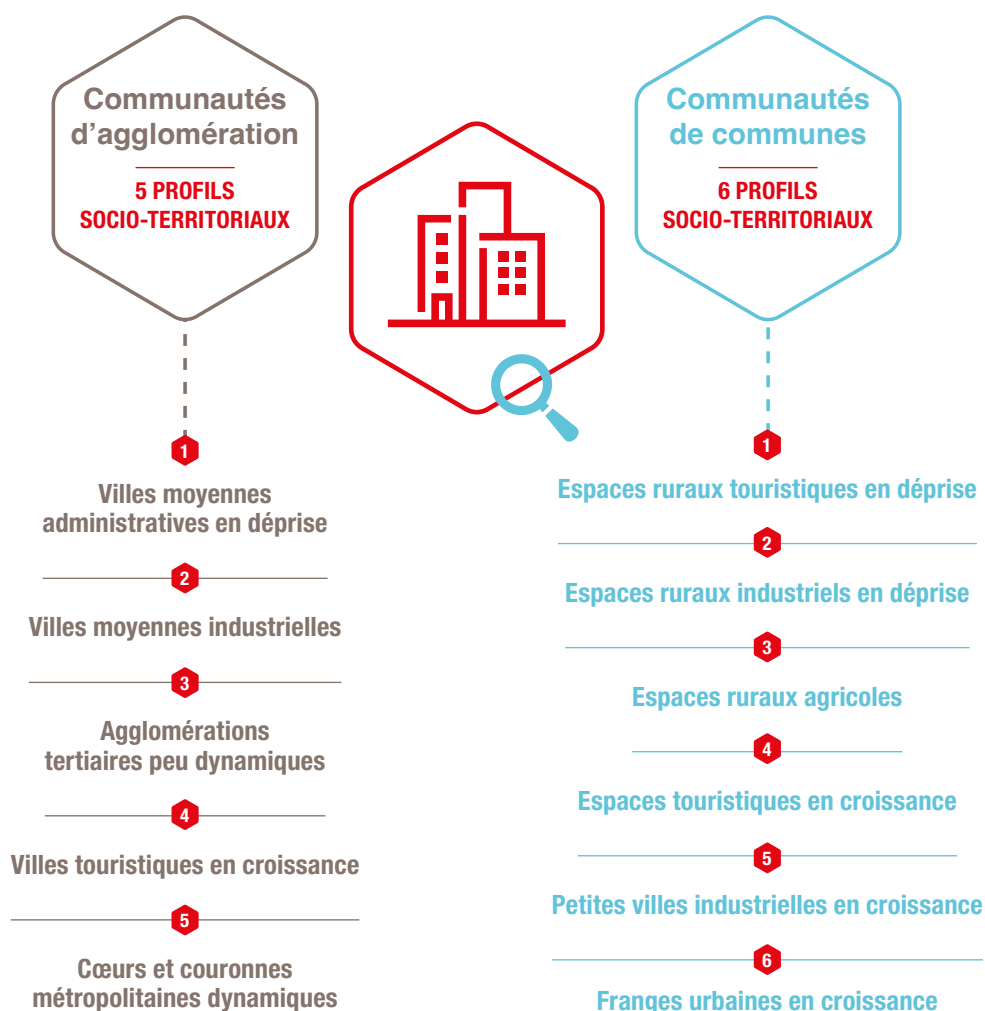 Communautés
d'agglomération
5 PROFILS
SOCIO-TERRITORIAUX
1
Villes moyennes
administratives en déprise
2
Villes moyennes industrielles
3
Agglomérations
tertiaires peu dynamiques
4
Villes touristiques en croissance
5
Cœurs et couronnes
métropolitaines dynamiques
Communautés
de communes
6 PROFILS
SOCIO-TERRITORIAUX
1
Espaces ruraux touristiques en déprise
2
Espaces ruraux industriels en déprise
3
Espaces ruraux agricoles
4
Espaces touristiques en croissance
5
Petites villes industrielles en croissance
6
Franges urbaines en croissance